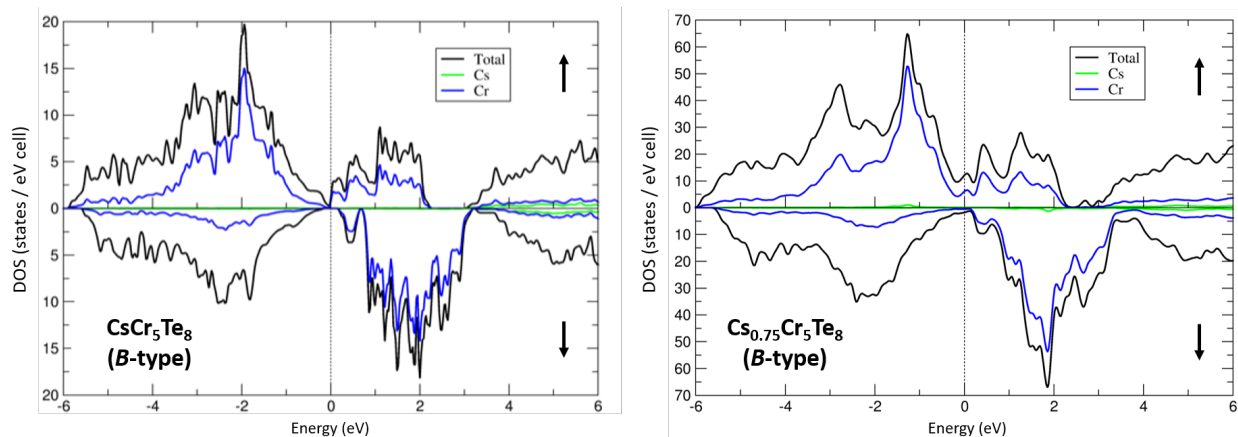 20
15
10
5
0
5
10
15
20
-6
-4
-2
0
2
4
6
DOS (states / eV cell)
Energy (eV)
Total
Cs
Cr
CsCr₅Te₈
(B-type)
70
60
50
40
30
20
10
0
10
20
30
40
50
60
70
-6
-4
-2
0
2
4
6
DOS (states / eV cell)
Energy (eV)
Total
Cs
Cr
Cs₀.₇₅Cr₅Te₈
(B-type)